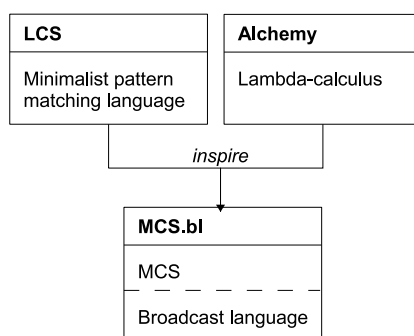 LCS
Minimalist pattern
matching language
Alchemy
Lambda-calculus
inspire
MCS.bl
MCS
Broadcast language